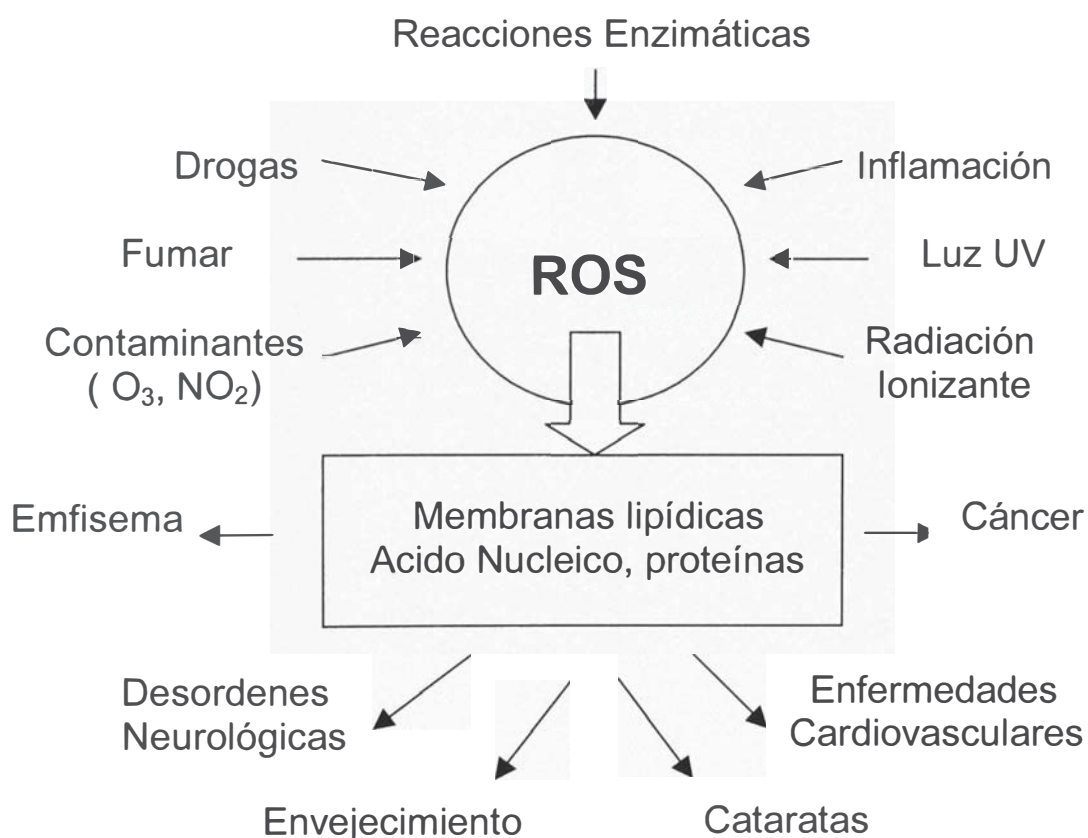 Reacciones Enzimáticas
Drogas
Inflamación
Fumar
ROS
Luz UV
Contaminantes
( O₃, NO₂)
Radiación
Ionizante
Emfisema
Membranas lipídicas
Acido Nucleico, proteínas
Cáncer
Desordenes
Neurológicas
Enfermedades
Cardiovasculares
Envejecimiento
Cataratas